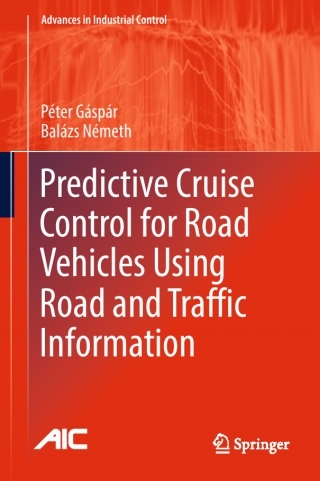 Advances in Industrial Control
Péter Gáspár
Balázs Németh
Predictive Cruise
Control for Road
Vehicles Using
Road and Traffic
Information
AIC
Springer